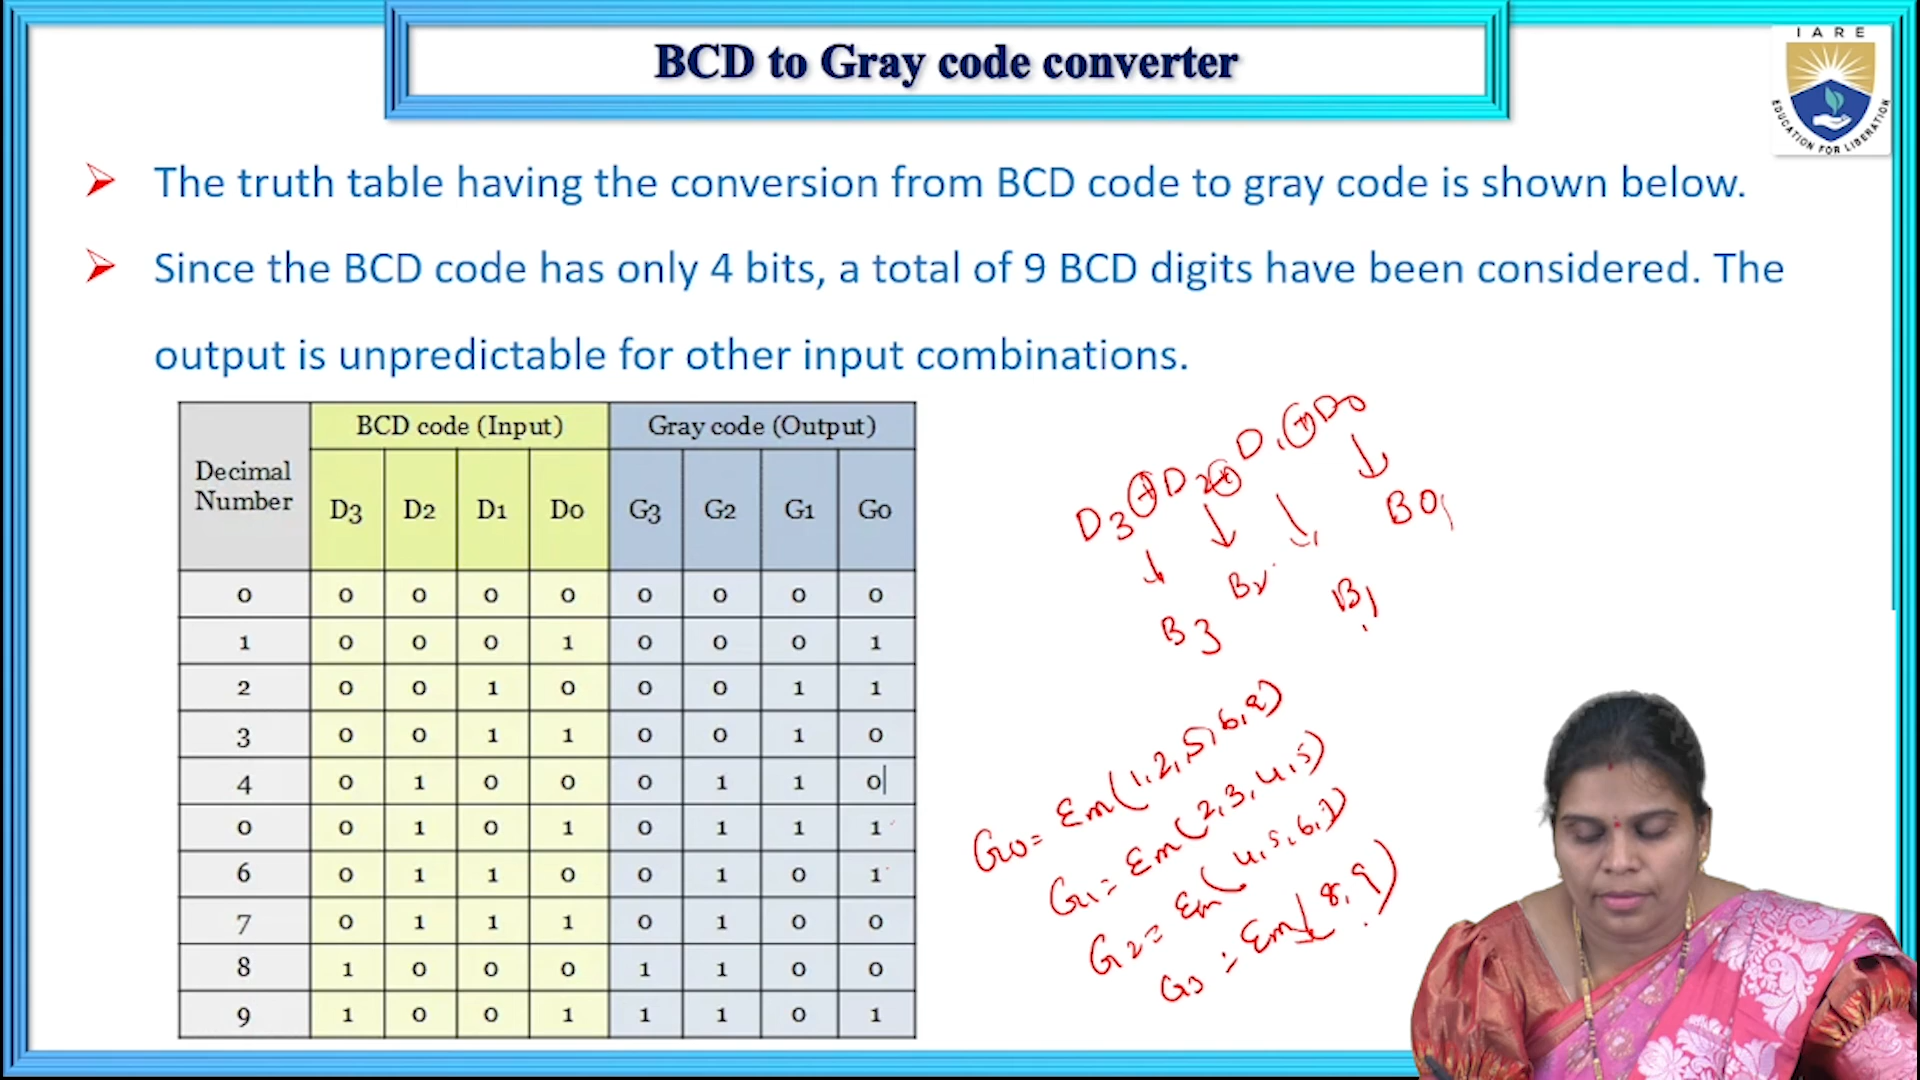 BCD to Gray code converter
IARE
EDUCATION FOR LIBERATION
The truth table having the conversion from BCD code to gray code is shown below.
Since the BCD code has only 4 bits, a total of 9 BCD digits have been considered. The
output is unpredictable for other input combinations.
Decimal Number BCD code (Input) Gray code (Output)
D3 D2 D1 D0 G3 G2 G1 G0
0 0 0 0 0 0 0 0 0
1 0 0 0 1 0 0 0 1
2 0 0 1 0 0 0 1 1
3 0 0 1 1 0 0 1 0
4 0 1 0 0 0 1 1 0
0 0 1 0 1 0 1 1 1
6 0 1 1 0 0 1 0 1
7 0 1 1 1 0 1 0 0
8 1 0 0 0 1 1 0 0
9 1 0 0 1 1 1 0 1
D3 ⊕ D2 ⊕ D1 ⊕ D0
B3 B2 B1 B0
G0 = Σm(1,2,5,6,9)
G1 = Σm(2,3,4,5)
G2 = Σm(4,5,6,7)
G3 = Σm(8,9)